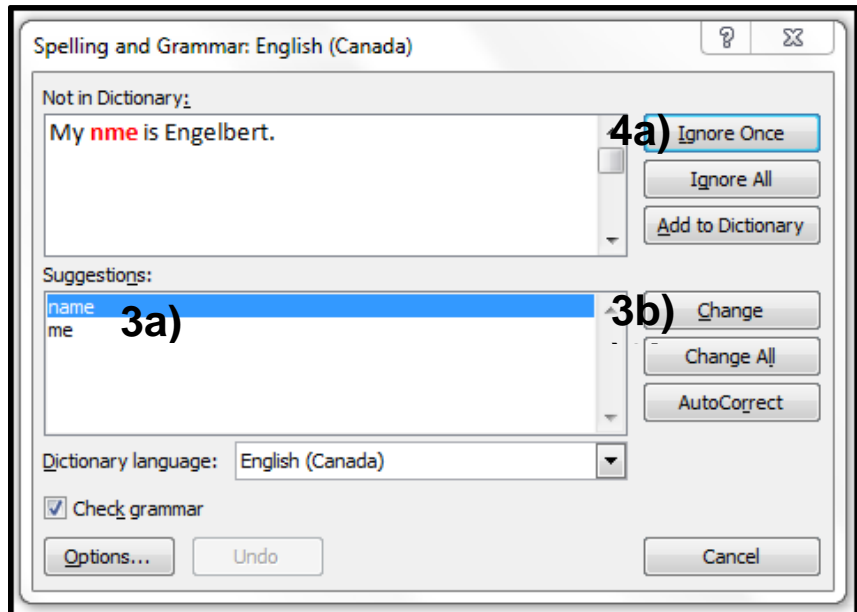 Spelling and Grammar: English (Canada)
Not in Dictionary:
My nme is Engelbert.
4a) Ignore Once
Ignore All
Add to Dictionary
Suggestions:
name
3a)
me
3b) Change
Change All
AutoCorrect
Dictionary language: English (Canada)
Check grammar
Options... Undo Cancel